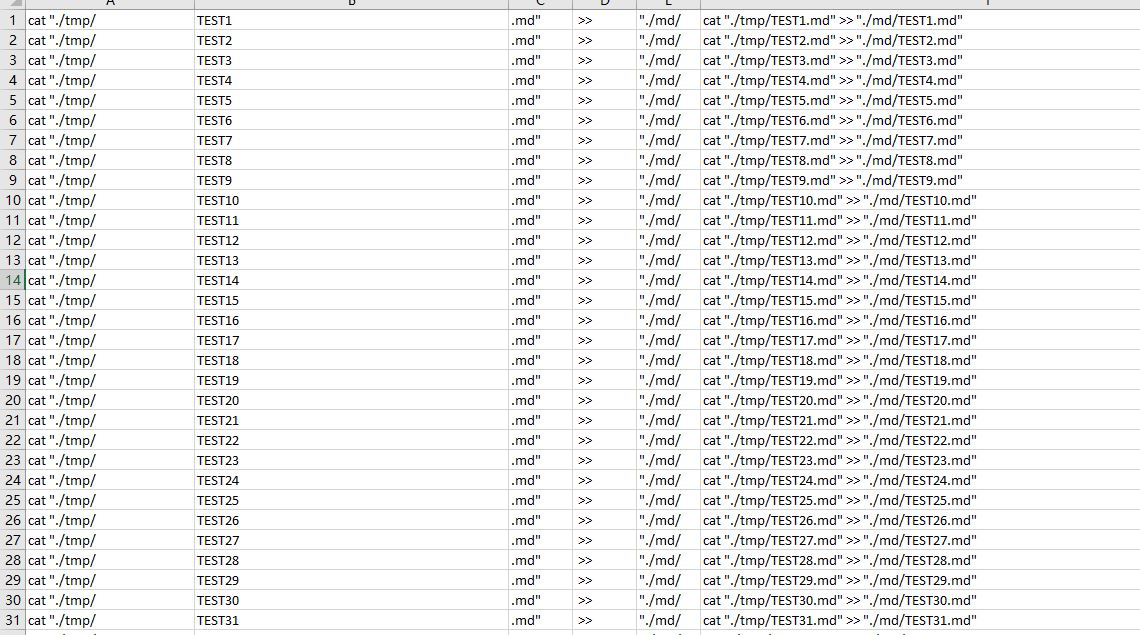 A B C D E F
1 cat "./tmp/ TEST1 .md" >> "./md/ cat "./tmp/TEST1.md" >> "./md/TEST1.md"
2 cat "./tmp/ TEST2 .md" >> "./md/ cat "./tmp/TEST2.md" >> "./md/TEST2.md"
3 cat "./tmp/ TEST3 .md" >> "./md/ cat "./tmp/TEST3.md" >> "./md/TEST3.md"
4 cat "./tmp/ TEST4 .md" >> "./md/ cat "./tmp/TEST4.md" >> "./md/TEST4.md"
5 cat "./tmp/ TEST5 .md" >> "./md/ cat "./tmp/TEST5.md" >> "./md/TEST5.md"
6 cat "./tmp/ TEST6 .md" >> "./md/ cat "./tmp/TEST6.md" >> "./md/TEST6.md"
7 cat "./tmp/ TEST7 .md" >> "./md/ cat "./tmp/TEST7.md" >> "./md/TEST7.md"
8 cat "./tmp/ TEST8 .md" >> "./md/ cat "./tmp/TEST8.md" >> "./md/TEST8.md"
9 cat "./tmp/ TEST9 .md" >> "./md/ cat "./tmp/TEST9.md" >> "./md/TEST9.md"
10 cat "./tmp/ TEST10 .md" >> "./md/ cat "./tmp/TEST10.md" >> "./md/TEST10.md"
11 cat "./tmp/ TEST11 .md" >> "./md/ cat "./tmp/TEST11.md" >> "./md/TEST11.md"
12 cat "./tmp/ TEST12 .md" >> "./md/ cat "./tmp/TEST12.md" >> "./md/TEST12.md"
13 cat "./tmp/ TEST13 .md" >> "./md/ cat "./tmp/TEST13.md" >> "./md/TEST13.md"
14 cat "./tmp/ TEST14 .md" >> "./md/ cat "./tmp/TEST14.md" >> "./md/TEST14.md"
15 cat "./tmp/ TEST15 .md" >> "./md/ cat "./tmp/TEST15.md" >> "./md/TEST15.md"
16 cat "./tmp/ TEST16 .md" >> "./md/ cat "./tmp/TEST16.md" >> "./md/TEST16.md"
17 cat "./tmp/ TEST17 .md" >> "./md/ cat "./tmp/TEST17.md" >> "./md/TEST17.md"
18 cat "./tmp/ TEST18 .md" >> "./md/ cat "./tmp/TEST18.md" >> "./md/TEST18.md"
19 cat "./tmp/ TEST19 .md" >> "./md/ cat "./tmp/TEST19.md" >> "./md/TEST19.md"
20 cat "./tmp/ TEST20 .md" >> "./md/ cat "./tmp/TEST20.md" >> "./md/TEST20.md"
21 cat "./tmp/ TEST21 .md" >> "./md/ cat "./tmp/TEST21.md" >> "./md/TEST21.md"
22 cat "./tmp/ TEST22 .md" >> "./md/ cat "./tmp/TEST22.md" >> "./md/TEST22.md"
23 cat "./tmp/ TEST23 .md" >> "./md/ cat "./tmp/TEST23.md" >> "./md/TEST23.md"
24 cat "./tmp/ TEST24 .md" >> "./md/ cat "./tmp/TEST24.md" >> "./md/TEST24.md"
25 cat "./tmp/ TEST25 .md" >> "./md/ cat "./tmp/TEST25.md" >> "./md/TEST25.md"
26 cat "./tmp/ TEST26 .md" >> "./md/ cat "./tmp/TEST26.md" >> "./md/TEST26.md"
27 cat "./tmp/ TEST27 .md" >> "./md/ cat "./tmp/TEST27.md" >> "./md/TEST27.md"
28 cat "./tmp/ TEST28 .md" >> "./md/ cat "./tmp/TEST28.md" >> "./md/TEST28.md"
29 cat "./tmp/ TEST29 .md" >> "./md/ cat "./tmp/TEST29.md" >> "./md/TEST29.md"
30 cat "./tmp/ TEST30 .md" >> "./md/ cat "./tmp/TEST30.md" >> "./md/TEST30.md"
31 cat "./tmp/ TEST31 .md" >> "./md/ cat "./tmp/TEST31.md" >> "./md/TEST31.md"